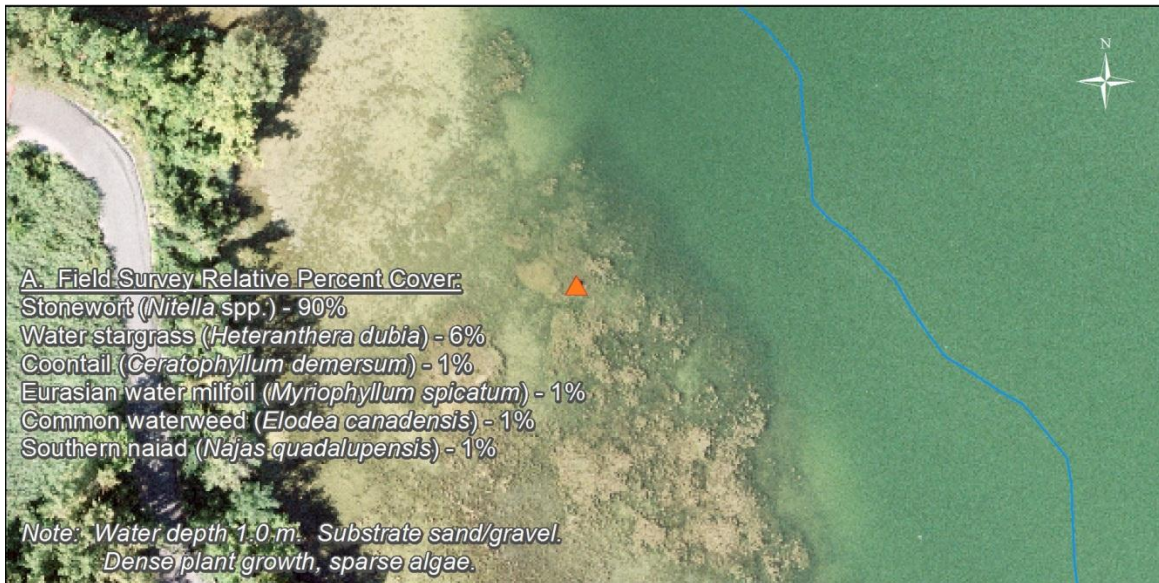 N
A. Field Survey Relative Percent Cover:
Stonewort (Nitella spp.) - 90%
Water stargrass (Heteranthera dubia) - 6%
Coontail (Ceratophyllum demersum) - 1%
Eurasian water milfoil (Myriophyllum spicatum) - 1%
Common waterweed (Elodea canadensis) - 1%
Southern naiad (Najas quadalupensis) - 1%
Note: Water depth 1.0 m. Substrate sand/gravel.
Dense plant growth, sparse algae.